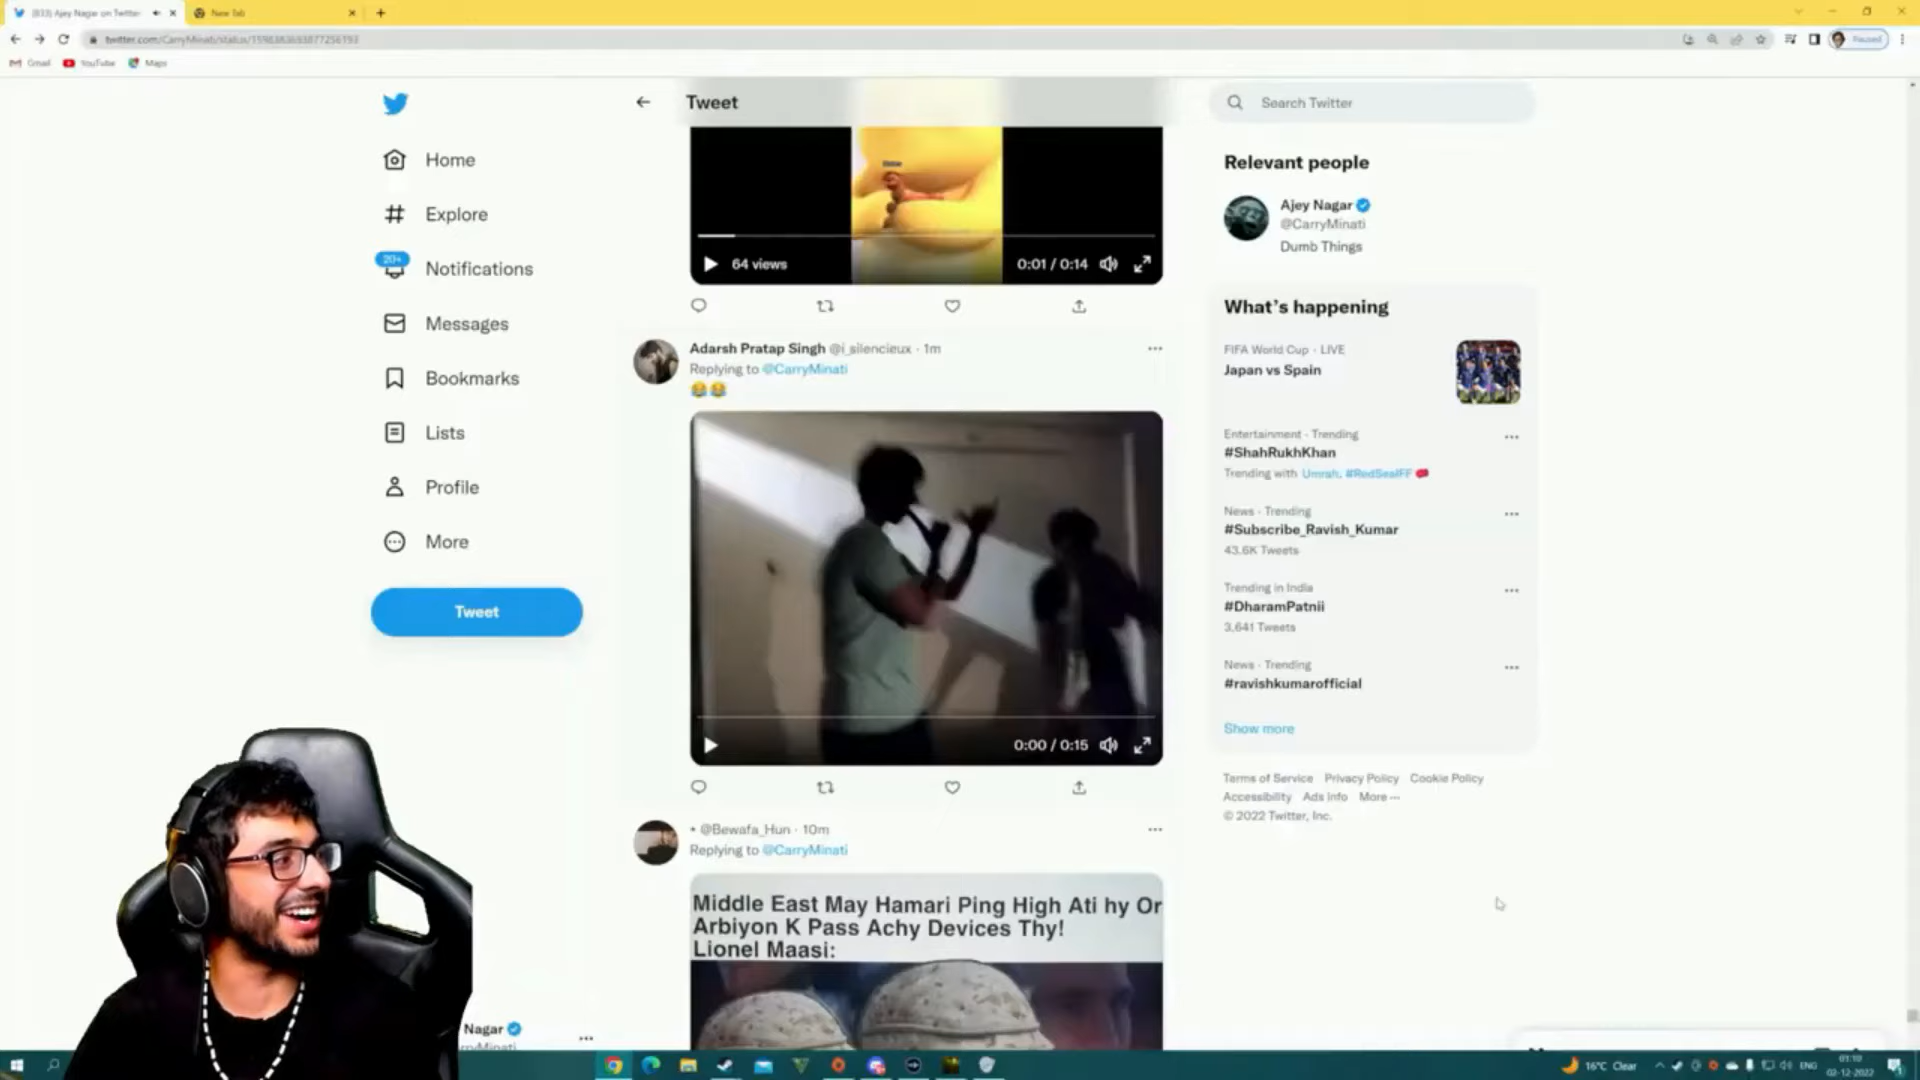 (833) Ajey Nagar on Twitter
New Tab
twitter.com/CarryMinati/status/1598383693877256193
Paused
Gmail
YouTube
Maps
Tweet
Search Twitter
Home
Explore
20+
Notifications
Messages
Bookmarks
Lists
Profile
More
Tweet
64 views
0:01 / 0:14
Adarsh Pratap Singh @i_silencieux · 1m
Replying to @CarryMinati
😂😂
0:00 / 0:15
• @Bewafa_Hun · 10m
Replying to @CarryMinati
Middle East May Hamari Ping High Ati hy Or
Arbiyon K Pass Achy Devices Thy!
Lionel Maasi:
Relevant people
Ajey Nagar
@CarryMinati
Dumb Things
What's happening
FIFA World Cup · LIVE
Japan vs Spain
Entertainment · Trending
#ShahRukhKhan
Trending with Umrah, #RedSeaIFF
News · Trending
#Subscribe_Ravish_Kumar
43.6K Tweets
Trending in India
#DharamPatnii
3,641 Tweets
News · Trending
#ravishkumarofficial
Show more
Terms of Service Privacy Policy Cookie Policy
Accessibility Ads info More ···
© 2022 Twitter, Inc.
Nagar
rryMinati
16°C Clear
ENG
01:10
02-12-2022